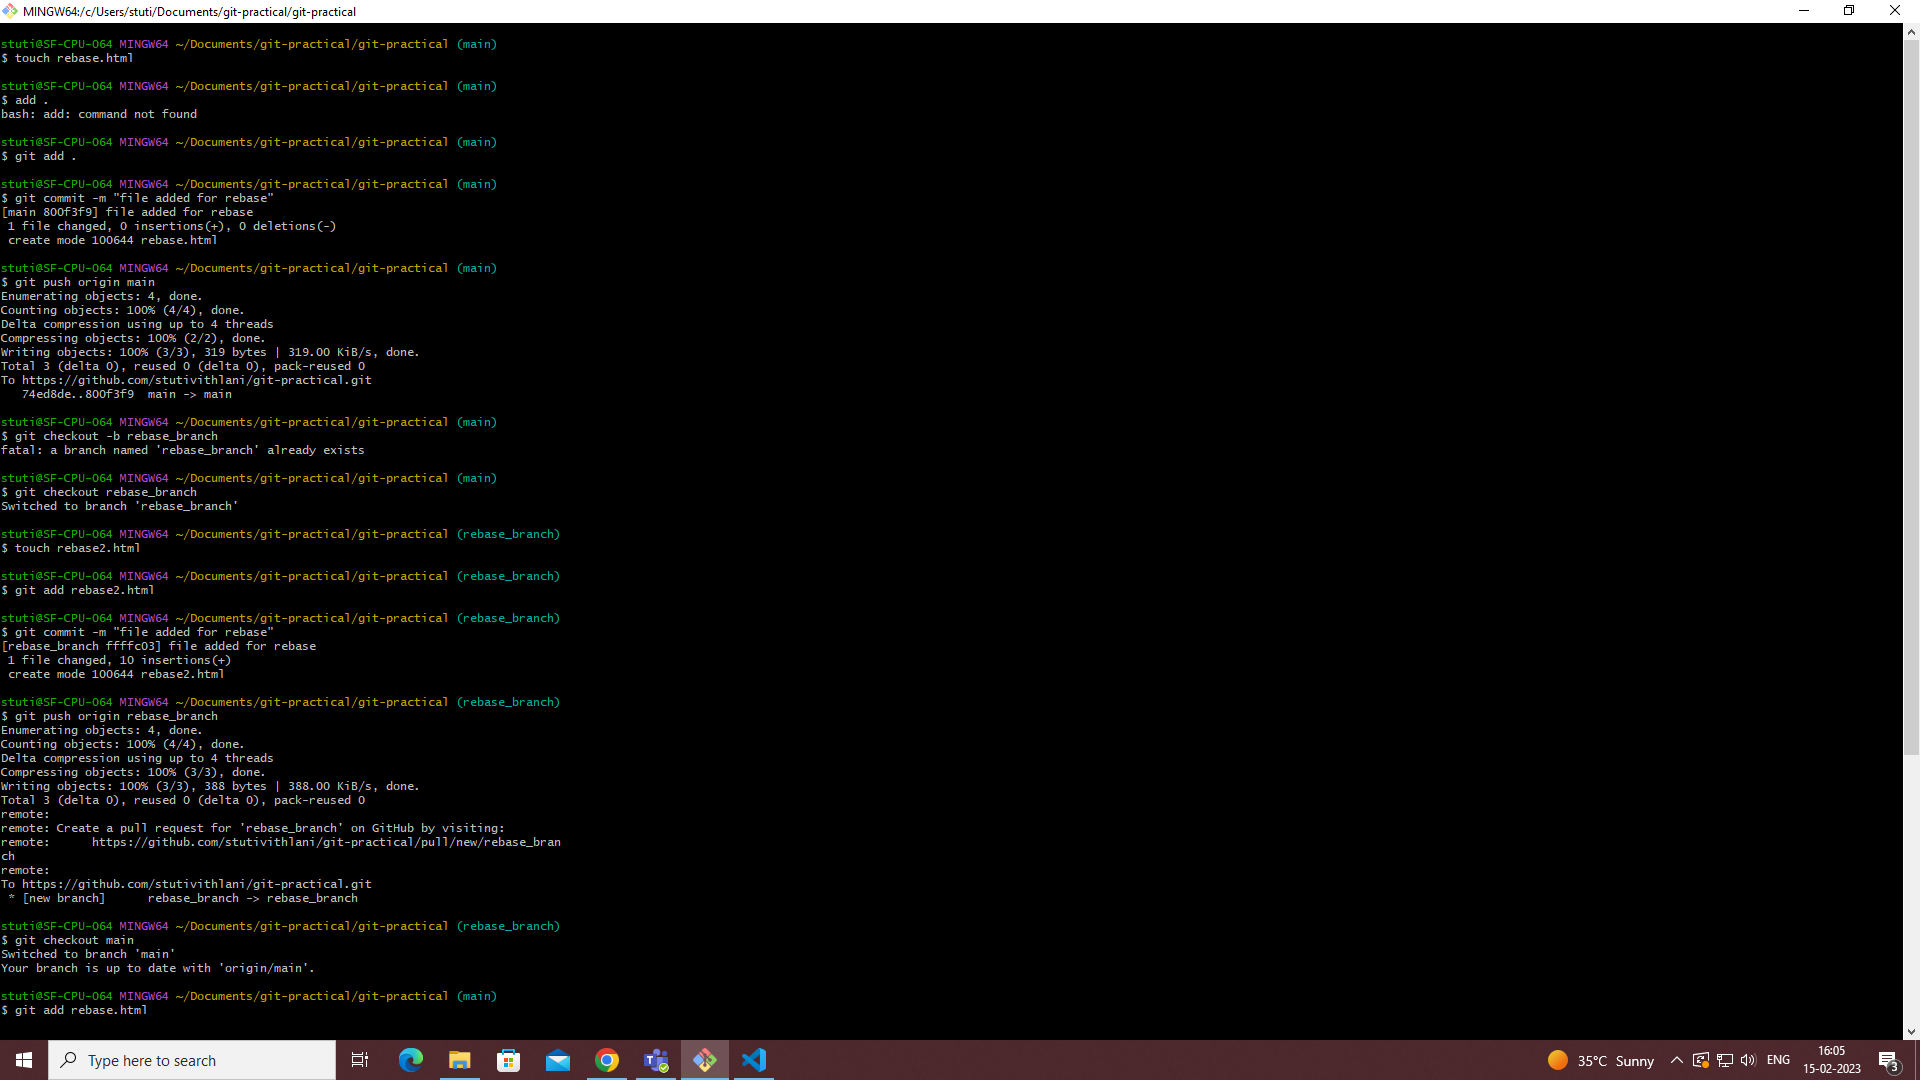 MINGW64:/c/Users/stuti/Documents/git-practical/git-practical
stuti@SF-CPU-064 MINGW64 ~/Documents/git-practical/git-practical (main)
$ touch rebase.html
stuti@SF-CPU-064 MINGW64 ~/Documents/git-practical/git-practical (main)
$ add .
bash: add: command not found
stuti@SF-CPU-064 MINGW64 ~/Documents/git-practical/git-practical (main)
$ git add .
stuti@SF-CPU-064 MINGW64 ~/Documents/git-practical/git-practical (main)
$ git commit -m "file added for rebase"
[main 800f3f9] file added for rebase
 1 file changed, 0 insertions(+), 0 deletions(-)
 create mode 100644 rebase.html
stuti@SF-CPU-064 MINGW64 ~/Documents/git-practical/git-practical (main)
$ git push origin main
Enumerating objects: 4, done.
Counting objects: 100% (4/4), done.
Delta compression using up to 4 threads
Compressing objects: 100% (2/2), done.
Writing objects: 100% (3/3), 319 bytes | 319.00 KiB/s, done.
Total 3 (delta 0), reused 0 (delta 0), pack-reused 0
To https://github.com/stutivithlani/git-practical.git
   74ed8de..800f3f9  main -> main
stuti@SF-CPU-064 MINGW64 ~/Documents/git-practical/git-practical (main)
$ git checkout -b rebase_branch
fatal: a branch named 'rebase_branch' already exists
stuti@SF-CPU-064 MINGW64 ~/Documents/git-practical/git-practical (main)
$ git checkout rebase_branch
Switched to branch 'rebase_branch'
stuti@SF-CPU-064 MINGW64 ~/Documents/git-practical/git-practical (rebase_branch)
$ touch rebase2.html
stuti@SF-CPU-064 MINGW64 ~/Documents/git-practical/git-practical (rebase_branch)
$ git add rebase2.html
stuti@SF-CPU-064 MINGW64 ~/Documents/git-practical/git-practical (rebase_branch)
$ git commit -m "file added for rebase"
[rebase_branch ffffc03] file added for rebase
 1 file changed, 10 insertions(+)
 create mode 100644 rebase2.html
stuti@SF-CPU-064 MINGW64 ~/Documents/git-practical/git-practical (rebase_branch)
$ git push origin rebase_branch
Enumerating objects: 4, done.
Counting objects: 100% (4/4), done.
Delta compression using up to 4 threads
Compressing objects: 100% (3/3), done.
Writing objects: 100% (3/3), 388 bytes | 388.00 KiB/s, done.
Total 3 (delta 0), reused 0 (delta 0), pack-reused 0
remote:
remote: Create a pull request for 'rebase_branch' on GitHub by visiting:
remote:      https://github.com/stutivithlani/git-practical/pull/new/rebase_bran
ch
remote:
To https://github.com/stutivithlani/git-practical.git
 * [new branch]      rebase_branch -> rebase_branch
stuti@SF-CPU-064 MINGW64 ~/Documents/git-practical/git-practical (rebase_branch)
$ git checkout main
Switched to branch 'main'
Your branch is up to date with 'origin/main'.
stuti@SF-CPU-064 MINGW64 ~/Documents/git-practical/git-practical (main)
$ git add rebase.html
Type here to search
35°C Sunny
ENG
16:05
15-02-2023
3